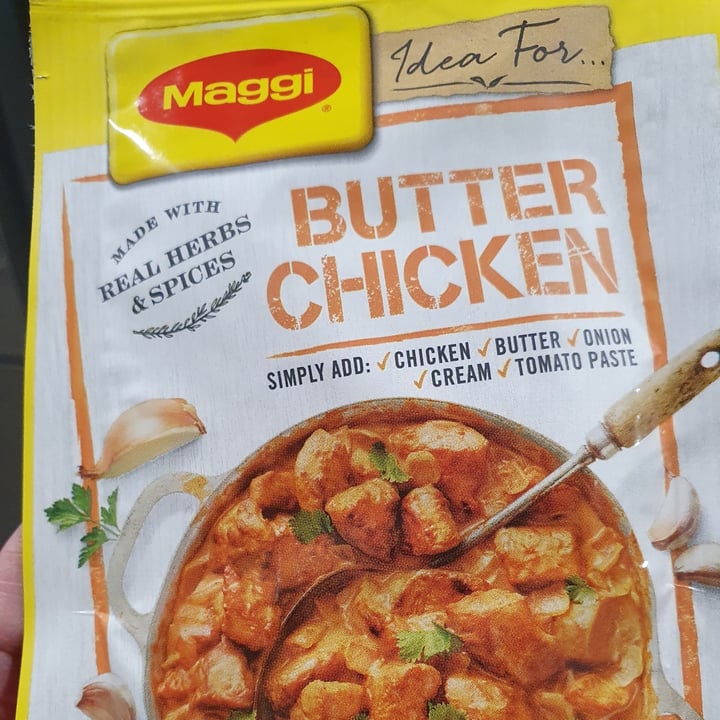 Maggi®
Idea For...
MADE WITH
REAL HERBS
& SPICES
BUTTER
CHICKEN
SIMPLY ADD: ✓CHICKEN ✓BUTTER ✓ONION
✓CREAM ✓TOMATO PASTE